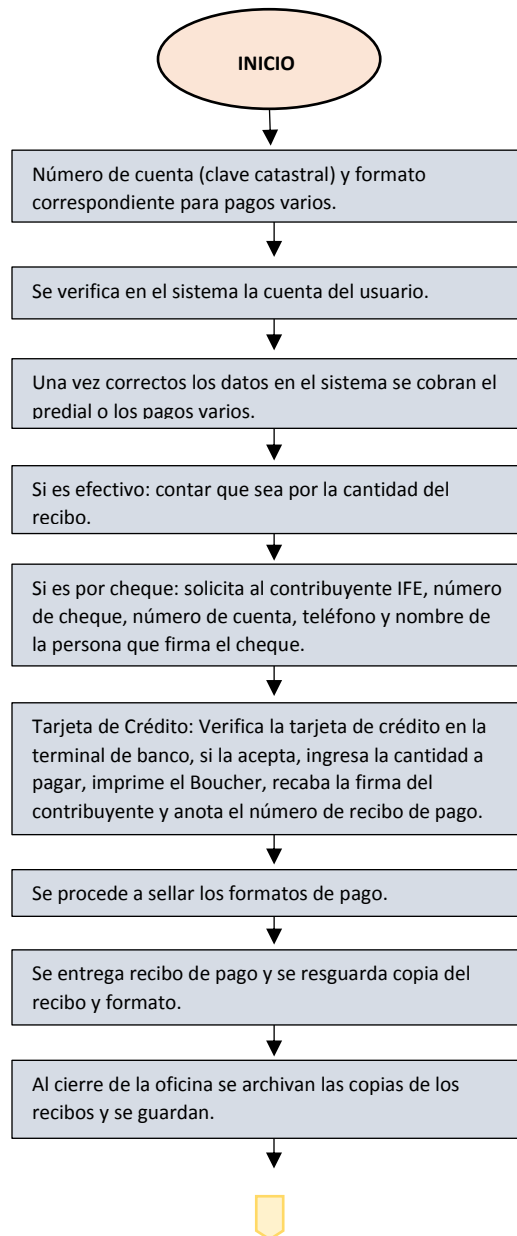 INICIO
Número de cuenta (clave catastral) y formato
correspondiente para pagos varios.
Se verifica en el sistema la cuenta del usuario.
Una vez correctos los datos en el sistema se cobran el
predial o los pagos varios.
Si es efectivo: contar que sea por la cantidad del
recibo.
Si es por cheque: solicita al contribuyente IFE, número
de cheque, número de cuenta, teléfono y nombre de
la persona que firma el cheque.
Tarjeta de Crédito: Verifica la tarjeta de crédito en la
terminal de banco, si la acepta, ingresa la cantidad a
pagar, imprime el Boucher, recaba la firma del
contribuyente y anota el número de recibo de pago.
Se procede a sellar los formatos de pago.
Se entrega recibo de pago y se resguarda copia del
recibo y formato.
Al cierre de la oficina se archivan las copias de los
recibos y se guardan.